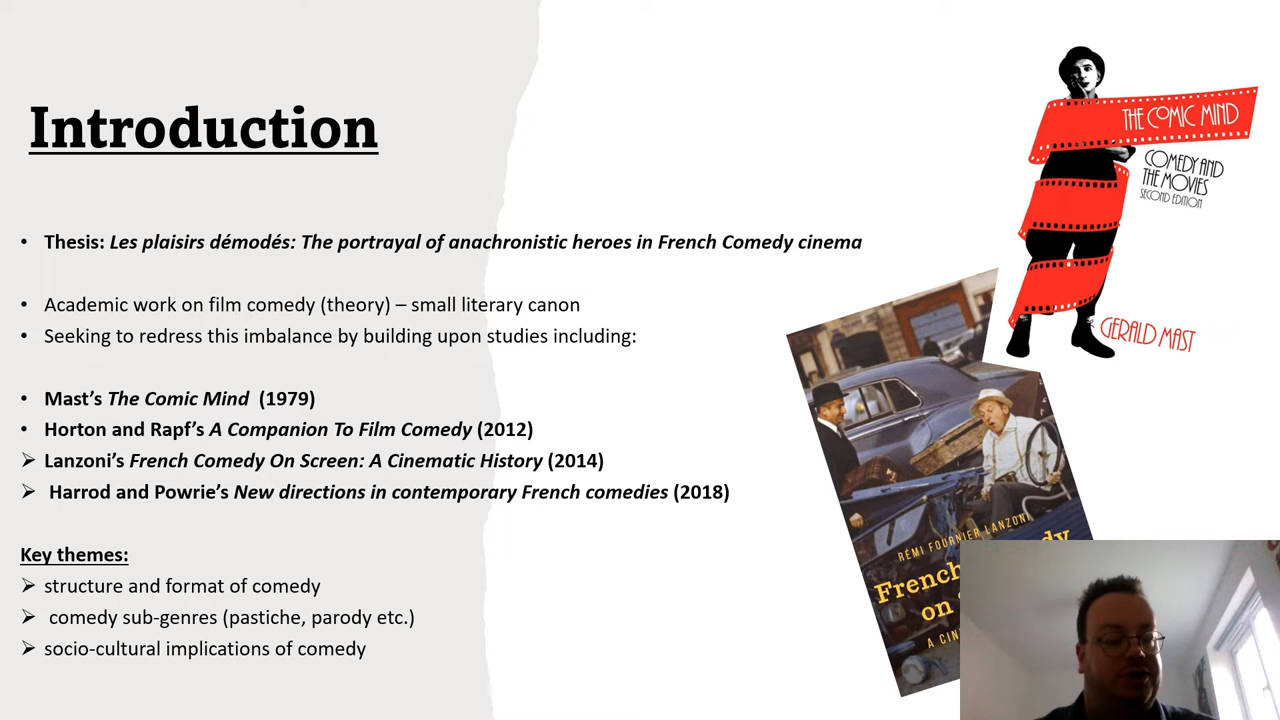 Introduction
• Thesis: Les plaisirs démodés: The portrayal of anachronistic heroes in French Comedy cinema
• Academic work on film comedy (theory) – small literary canon
• Seeking to redress this imbalance by building upon studies including:
• Mast’s The Comic Mind (1979)
• Horton and Rapf’s A Companion To Film Comedy (2012)
➢ Lanzoni’s French Comedy On Screen: A Cinematic History (2014)
➢ Harrod and Powrie’s New directions in contemporary French comedies (2018)
Key themes:
➢ structure and format of comedy
➢ comedy sub-genres (pastiche, parody etc.)
➢ socio-cultural implications of comedy
THE COMIC MIND
COMEDY AND
THE MOVIES
SECOND EDITION
GERALD MAST
RÉMI FOURNIER LANZONI
French
on
A